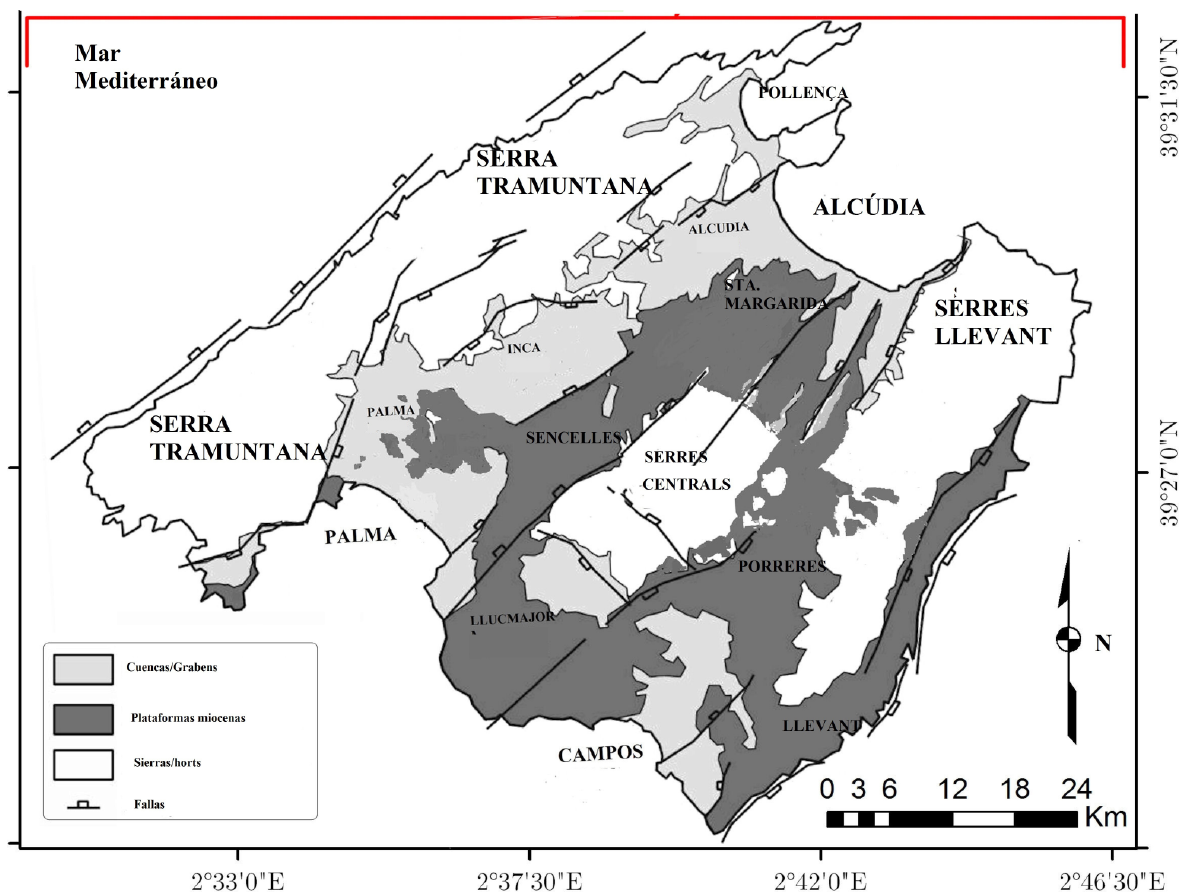 Mar
Mediterráneo
POLLENÇA
SERRA
TRAMUNTANA
ALCÚDIA
ALCUDIA
STA.
MARGARIDA
SERRES
LLEVANT
INCA
PALMA
SERRA
TRAMUNTANA
SENCELLES
SERRES
CENTRALS
PALMA
PORRERES
LLUCMAJOR
LLEVANT
CAMPOS
Cuencas/Grabens
Plataformas miocenas
Sierras/horts
Fallas
N
0 3 6 12 18 24
Km
39°31'30"N
39°27'0"N
2°33'0"E
2°37'30"E
2°42'0"E
2°46'30"E